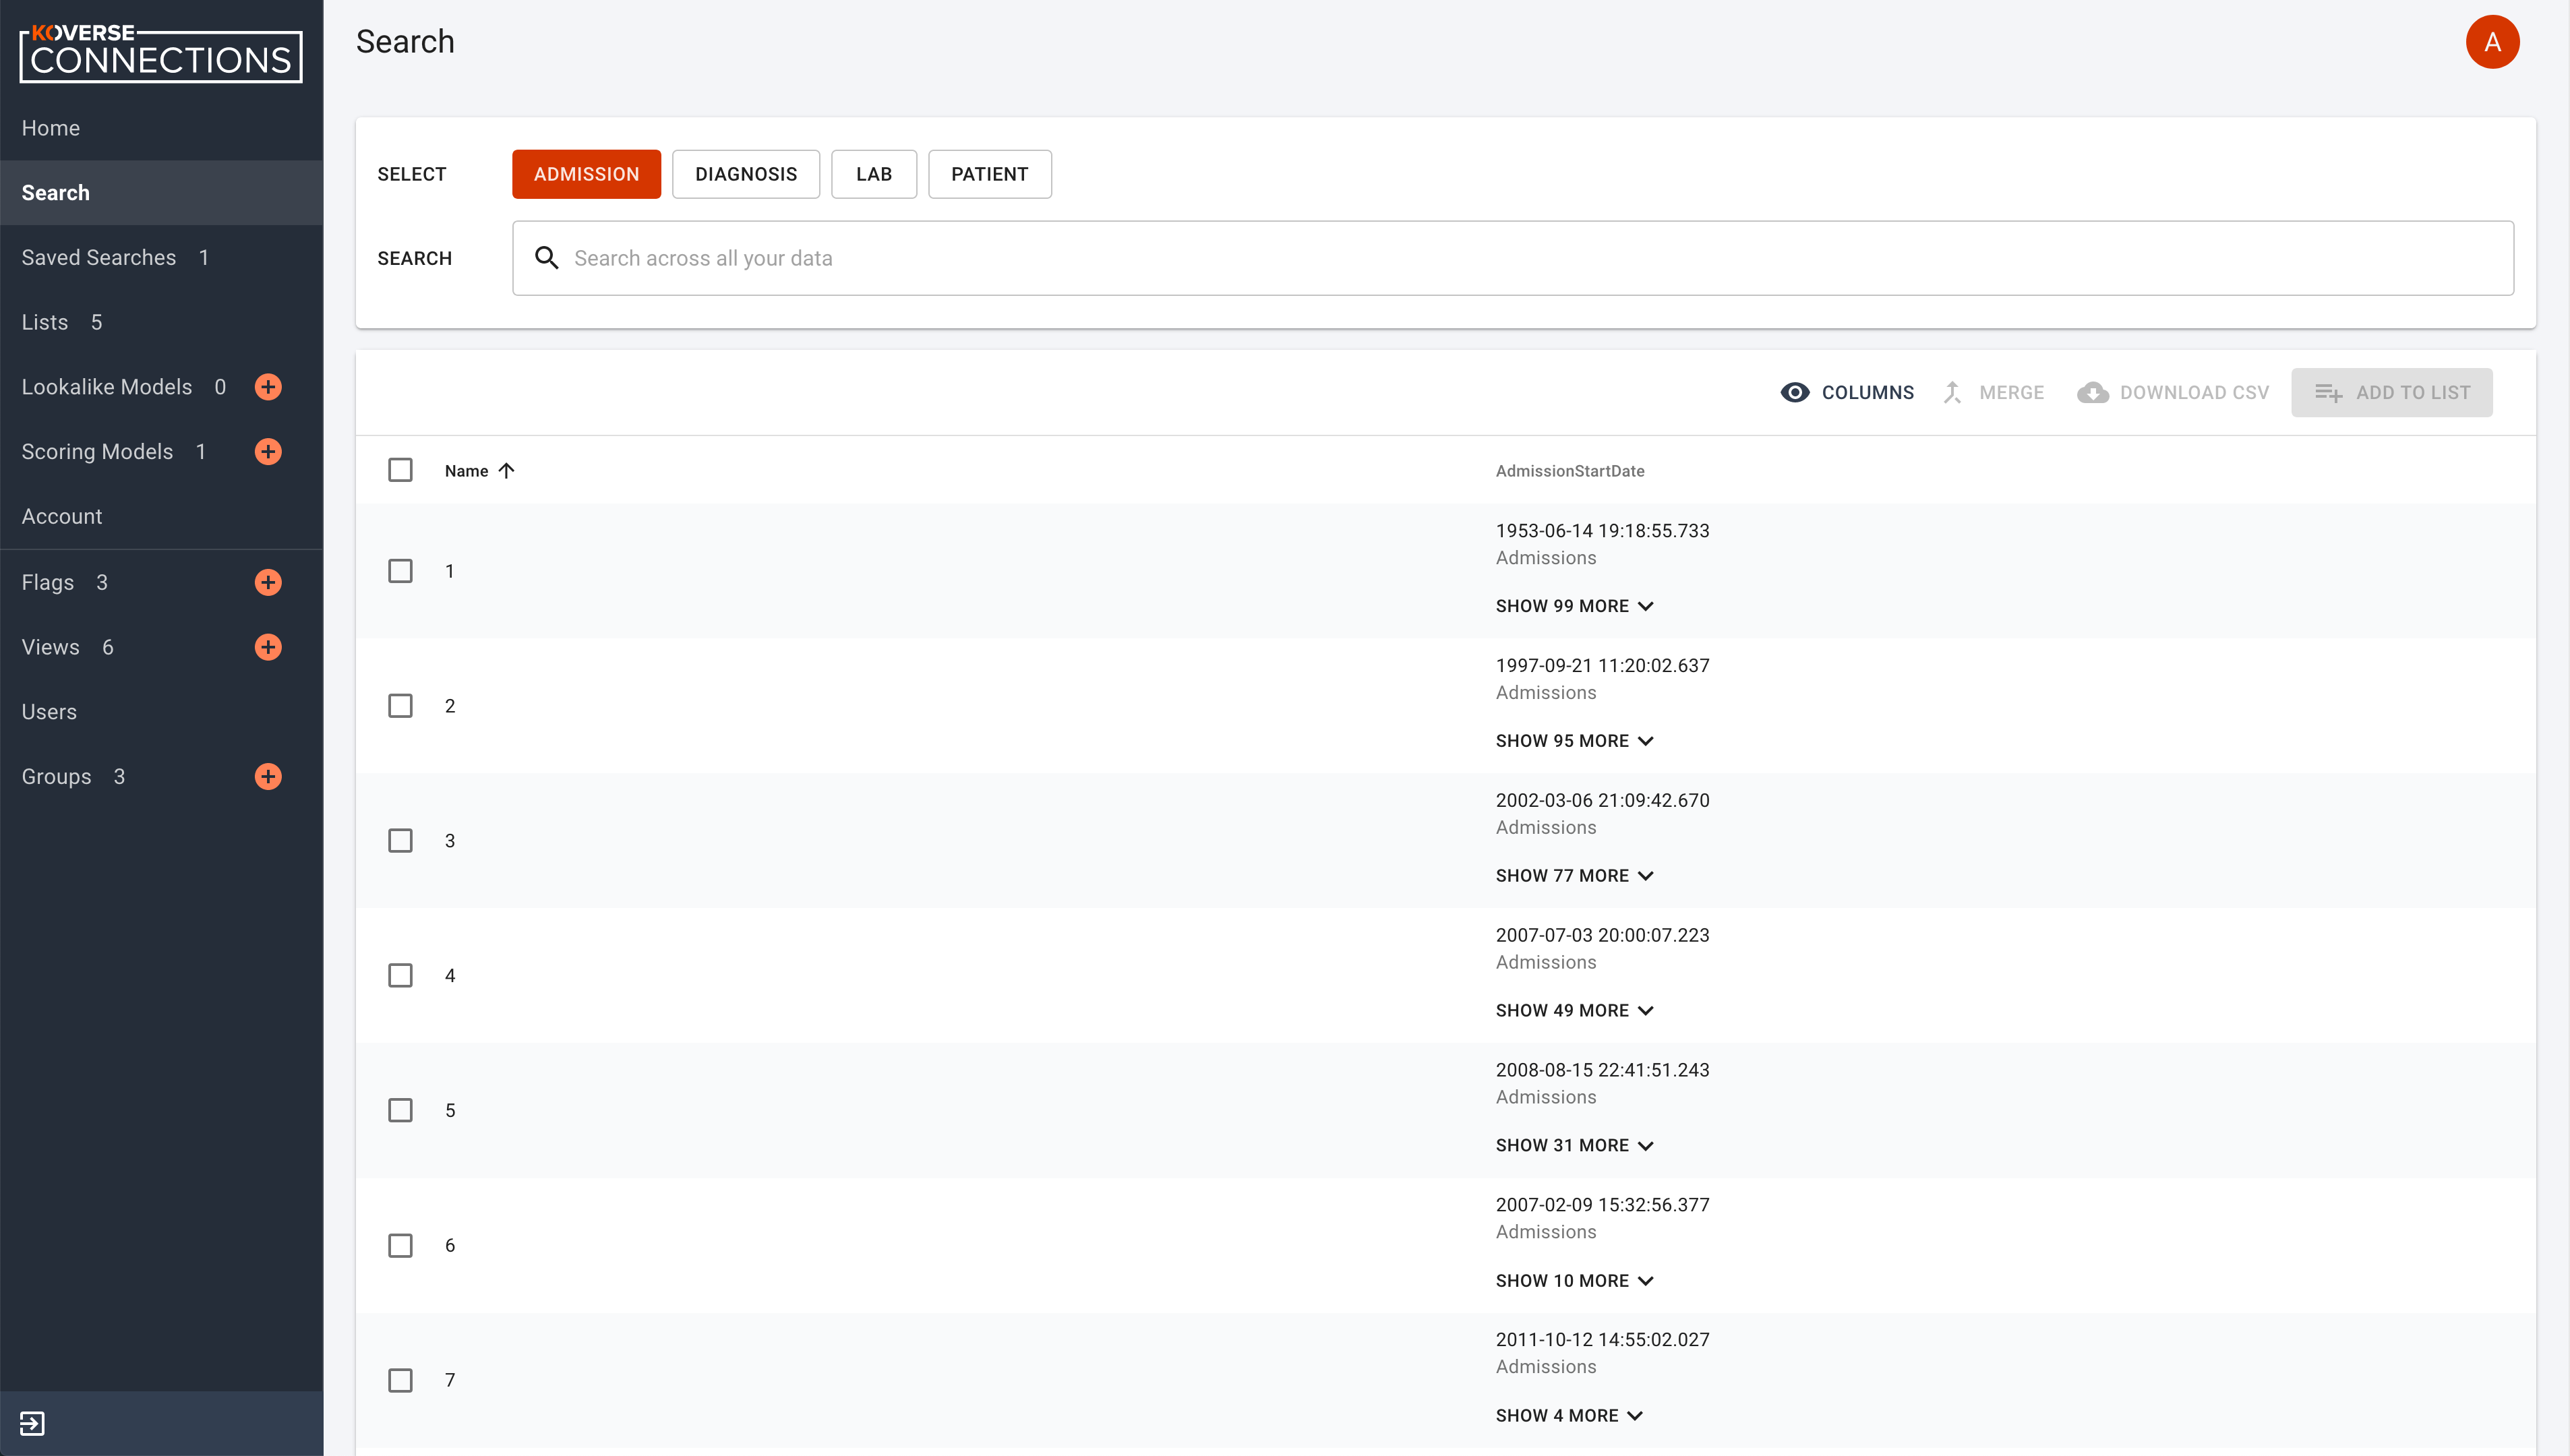 KOVERSE
CONNECTIONS
Home
Search
Saved Searches 1
Lists 5
Lookalike Models 0
Scoring Models 1
Account
Flags 3
Views 6
Users
Groups 3
Search
A
SELECT ADMISSION DIAGNOSIS LAB PATIENT
SEARCH Search across all your data
COLUMNS MERGE DOWNLOAD CSV ADD TO LIST
Name AdmissionStartDate
1 1953-06-14 19:18:55.733
Admissions
SHOW 99 MORE
2 1997-09-21 11:20:02.637
Admissions
SHOW 95 MORE
3 2002-03-06 21:09:42.670
Admissions
SHOW 77 MORE
4 2007-07-03 20:00:07.223
Admissions
SHOW 49 MORE
5 2008-08-15 22:41:51.243
Admissions
SHOW 31 MORE
6 2007-02-09 15:32:56.377
Admissions
SHOW 10 MORE
7 2011-10-12 14:55:02.027
Admissions
SHOW 4 MORE